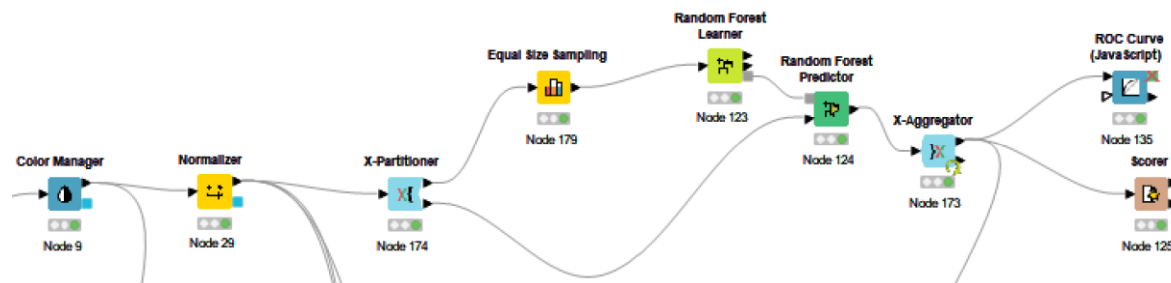 Random Forest
Learner
ROC Curve
(JavaScript)
Equal Size Sampling
Random Forest
Predictor
Node 123
X-Aggregator
Node 135
Node 179
Node 124
Color Manager
Normalizer
X-Partitioner
Scorer
Node 173
Node 9
Node 29
Node 174
Node 125